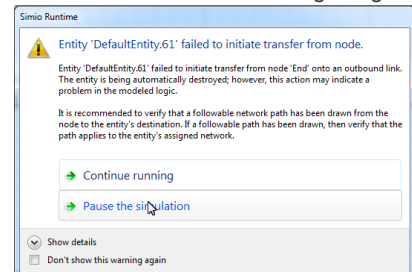 Simio Runtime
Entity 'DefaultEntity.61' failed to initiate transfer from node.
Entity 'DefaultEntity.61' failed to initiate transfer from node 'End' onto an outbound link.
The entity is being automatically destroyed; however, this action may indicate a
problem in the modeled logic.
It is recommended to verify that a followable network path has been drawn from the
node to the entity's destination. If a followable path has been drawn, then verify that the
path applies to the entity's assigned network.
Continue running
Pause the simulation
Show details
Don't show this warning again